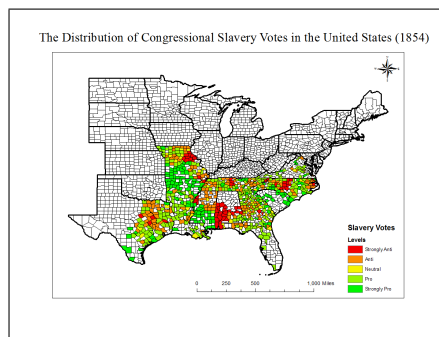 The Distribution of Congressional Slavery Votes in the United States (1854)
Slavery Votes
Levels
Strongly Anti
Anti
Neutral
Pro
Strongly Pro
0 250 500 1,000 Miles